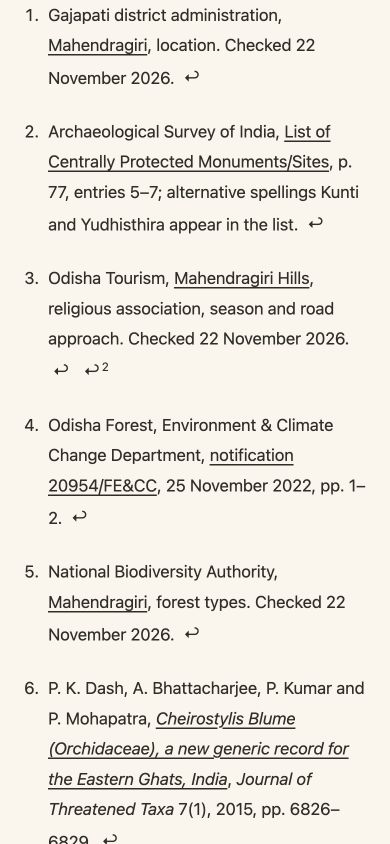 1. Gajapati district administration,
Mahendragiri, location. Checked 22
November 2026. ↩
2. Archaeological Survey of India, List of
Centrally Protected Monuments/Sites, p.
77, entries 5–7; alternative spellings Kunti
and Yudhisthira appear in the list. ↩
3. Odisha Tourism, Mahendragiri Hills,
religious association, season and road
approach. Checked 22 November 2026.
↩ ↩2
4. Odisha Forest, Environment & Climate
Change Department, notification
20954/FE&CC, 25 November 2022, pp. 1–
2. ↩
5. National Biodiversity Authority,
Mahendragiri, forest types. Checked 22
November 2026. ↩
6. P. K. Dash, A. Bhattacharjee, P. Kumar and
P. Mohapatra, Cheirostylis Blume
(Orchidaceae), a new generic record for
the Eastern Ghats, India, Journal of
Threatened Taxa 7(1), 2015, pp. 6826–
6829. ↩